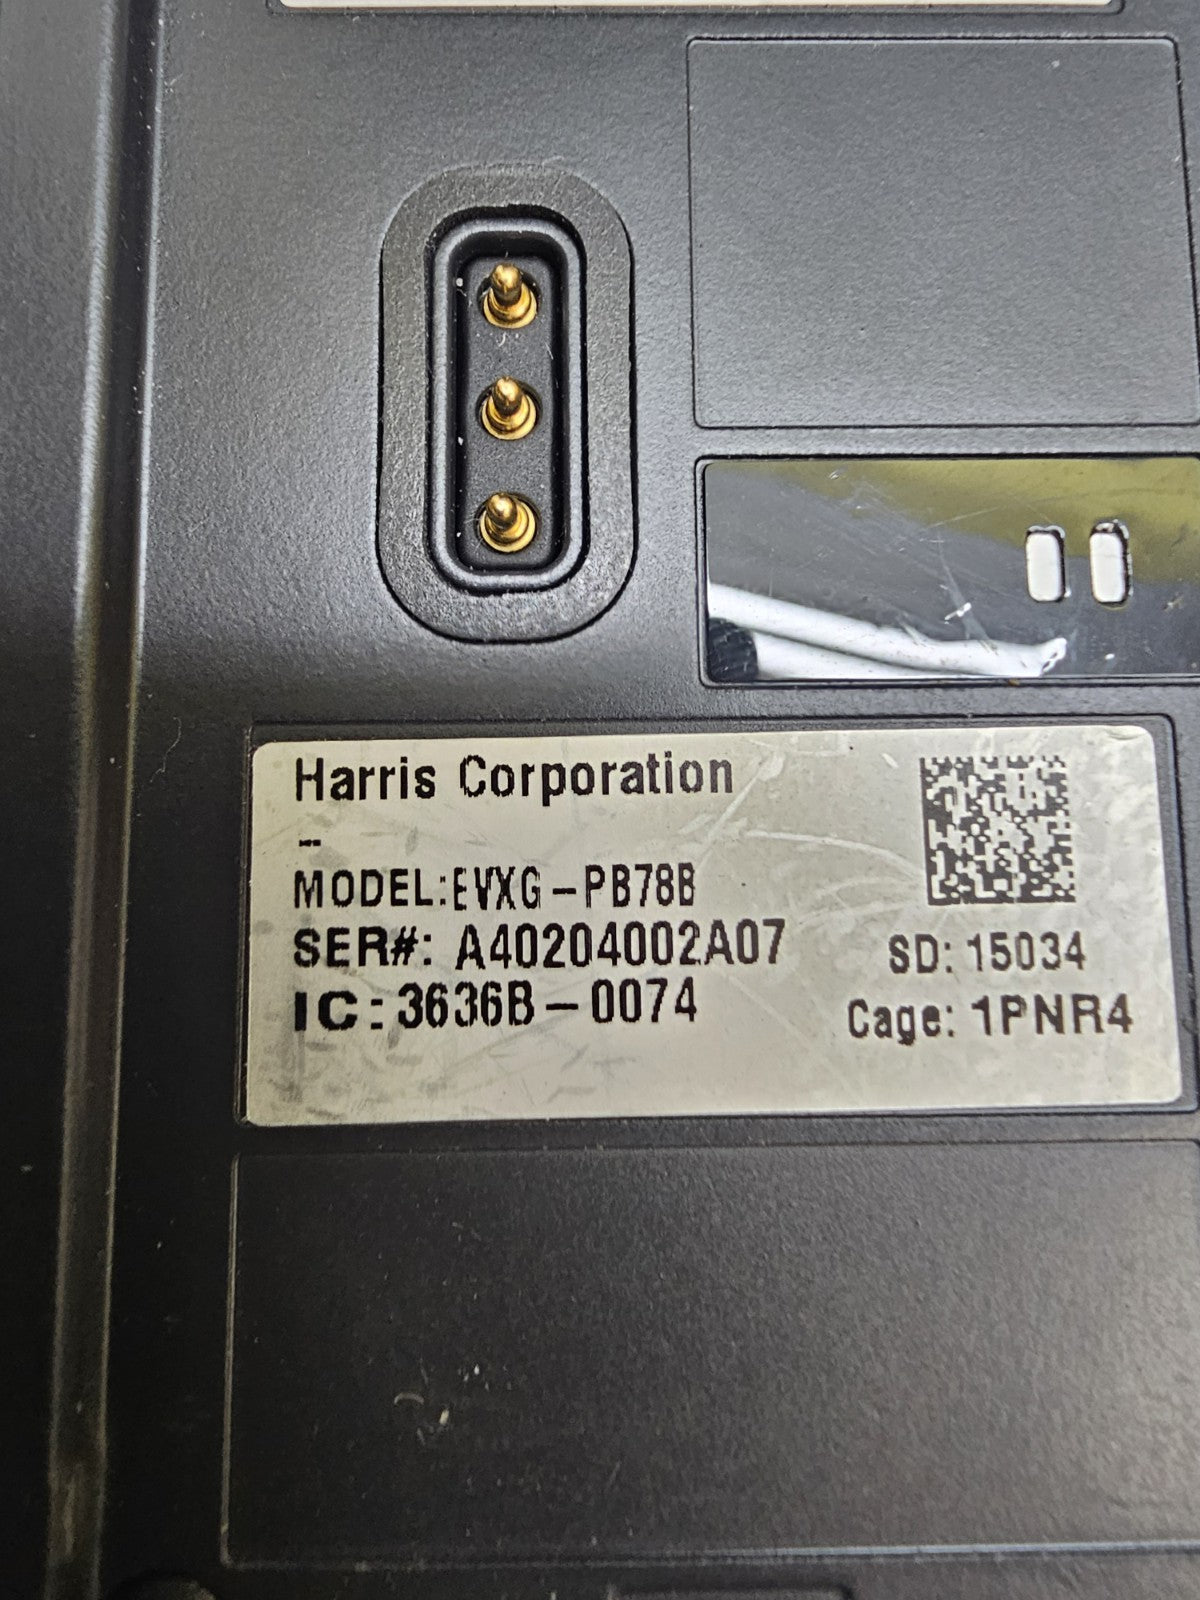 Harris Corporation
--
MODEL:EVXG-PB78B
SER#: A40204002A07
SD: 15034
IC: 3636B-0074
Cage: 1PNR4